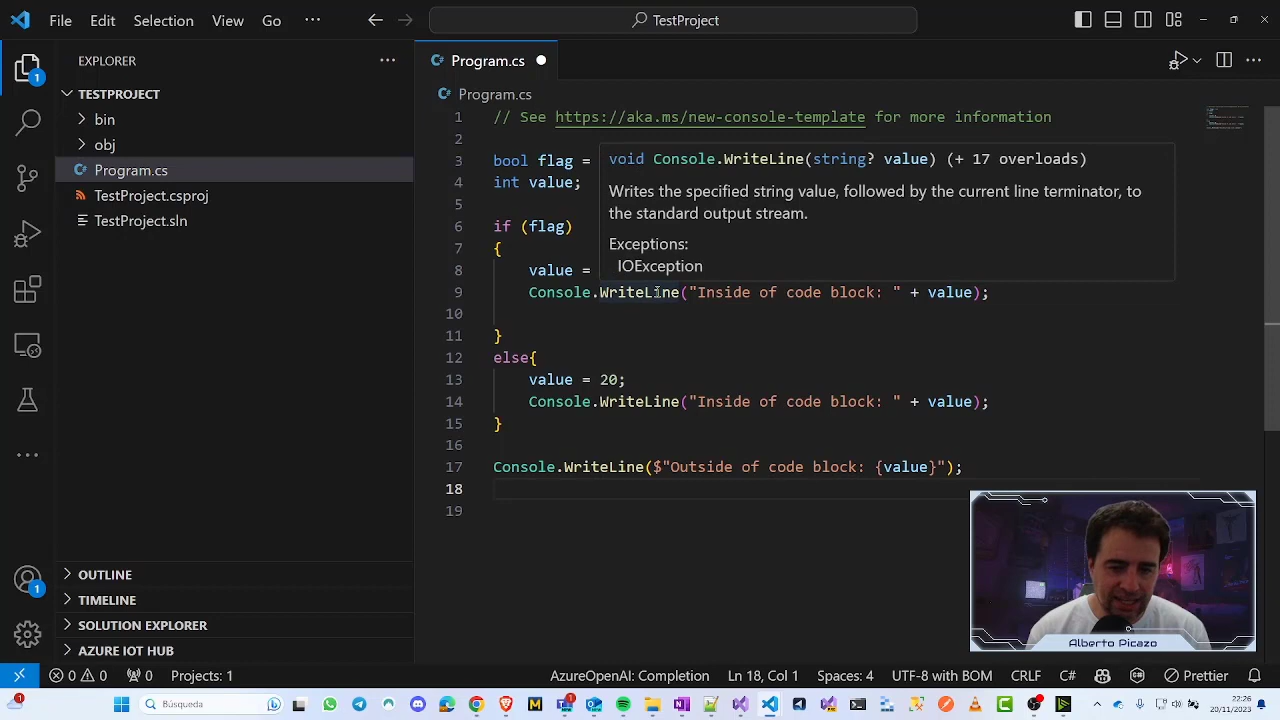 File Edit Selection View Go ···
TestProject
EXPLORER
TESTPROJECT
bin
obj
Program.cs
TestProject.csproj
TestProject.sln
OUTLINE
TIMELINE
SOLUTION EXPLORER
AZURE IOT HUB
1
1
Program.cs
Program.cs
1 // See https://aka.ms/new-console-template for more information
2
3 bool flag =
4 int value;
5
6 if (flag)
7 {
8 value =
9 Console.WriteLine("Inside of code block: " + value);
10
11 }
12 else{
13 value = 20;
14 Console.WriteLine("Inside of code block: " + value);
15 }
16
17 Console.WriteLine($"Outside of code block: {value}");
18
19
void Console.WriteLine(string? value) (+ 17 overloads)
Writes the specified string value, followed by the current line terminator, to
the standard output stream.
Exceptions:
IOException
Alberto Picazo
0 0 0 Projects: 1 AzureOpenAI: Completion Ln 18, Col 1 Spaces: 4 UTF-8 with BOM CRLF C# Prettier
Búsqueda
20/11/2023